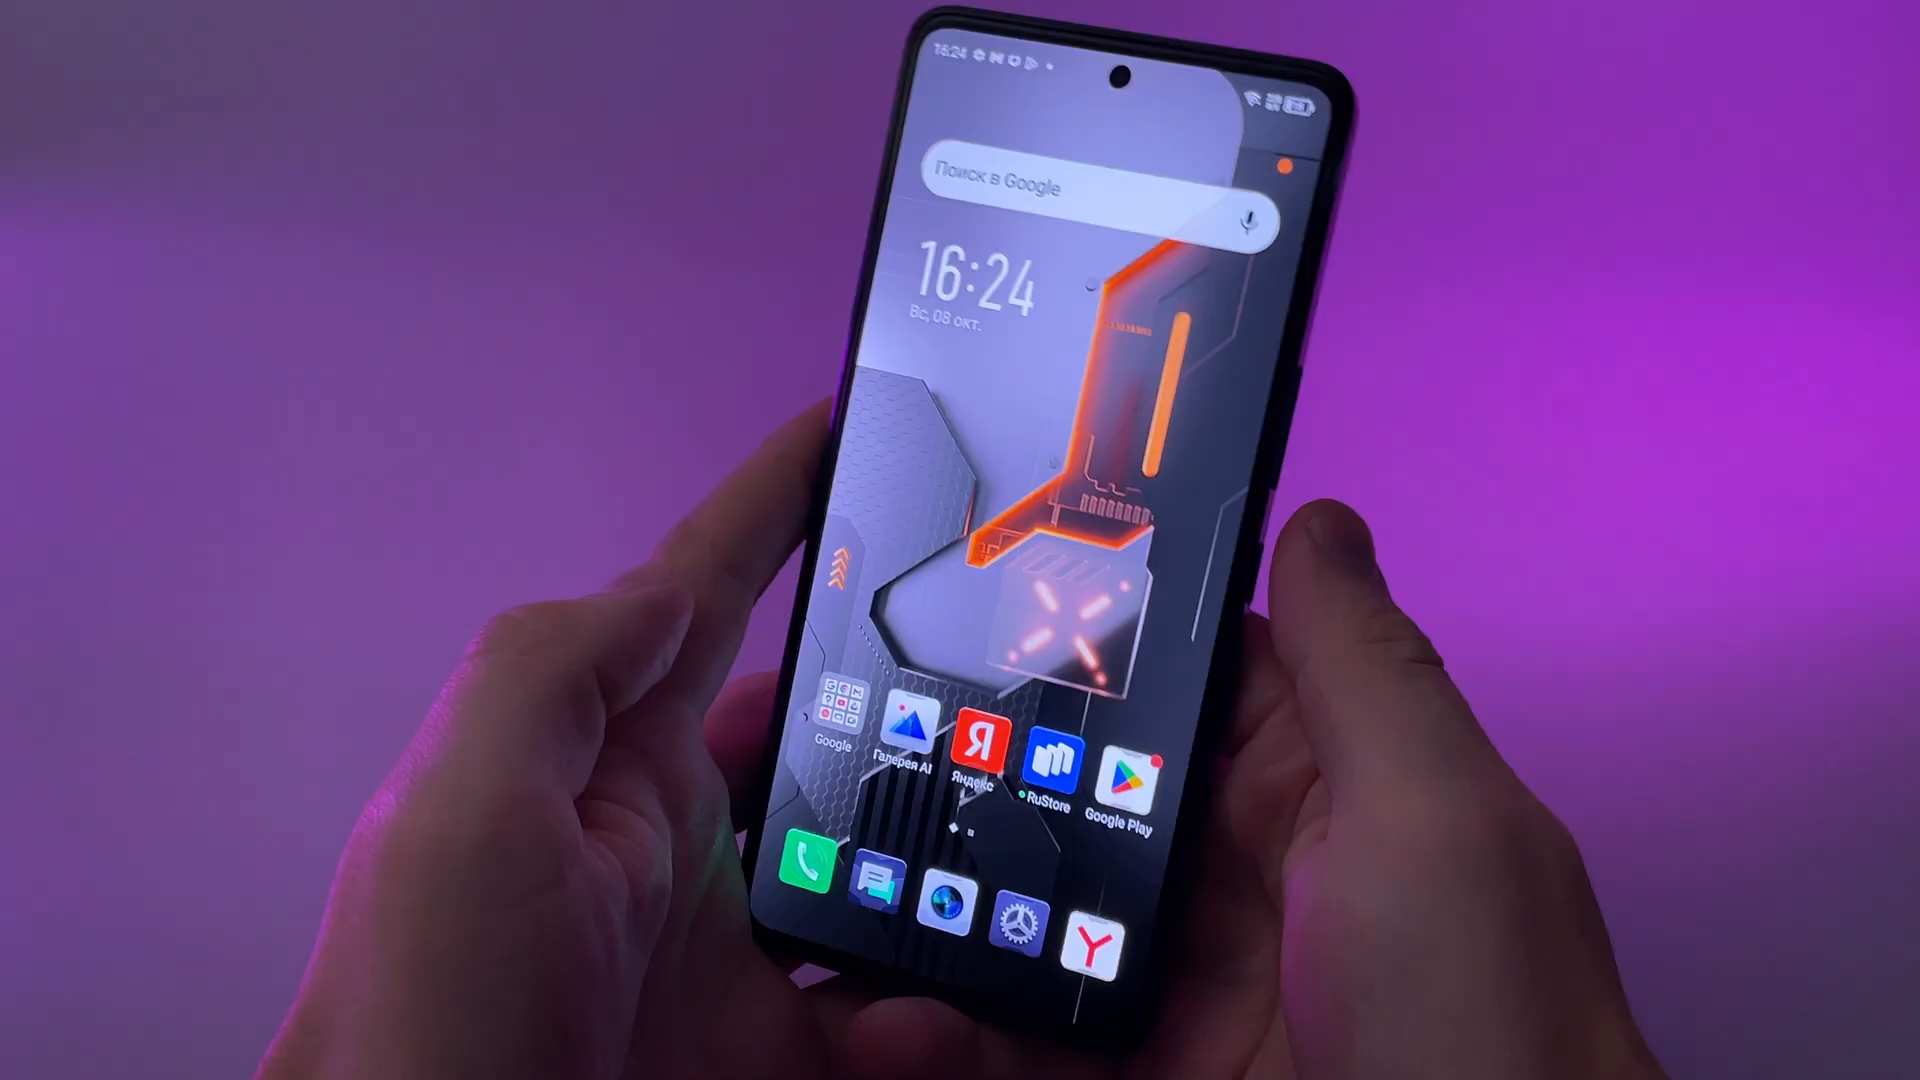 16:24
Поиск в Google
16:24
Вс, 08 окт.
Google
Галерея AI
Я
Яндекс
RuStore
Google Play
Y